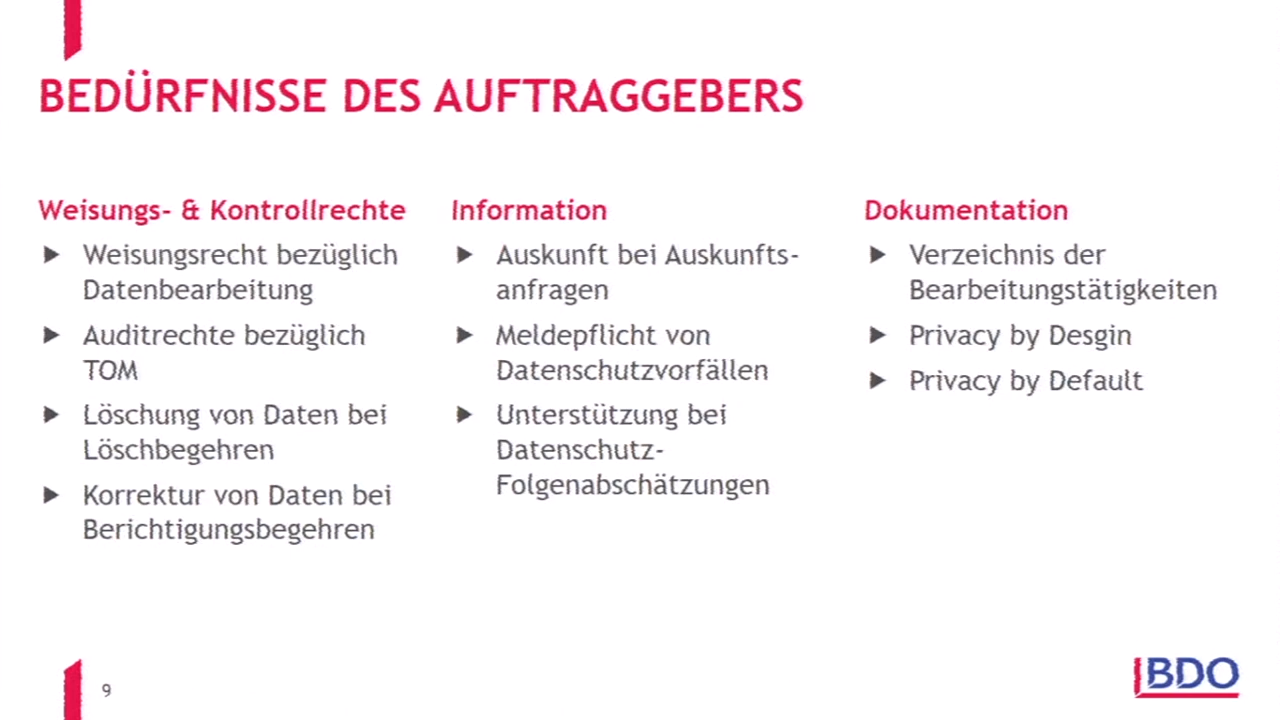 BEDÜRFNISSE DES AUFTRAGGEBERS
Weisungs- & Kontrollrechte
Weisungsrecht bezüglich
Datenbearbeitung
Auditrechte bezüglich
TOM
Löschung von Daten bei
Löschbegehren
Korrektur von Daten bei
Berichtigungsbegehren
Information
Auskunft bei Auskunfts-
anfragen
Meldepflicht von
Datenschutzvorfällen
Unterstützung bei
Datenschutz-
Folgenabschätzungen
Dokumentation
Verzeichnis der
Bearbeitungstätigkeiten
Privacy by Desgin
Privacy by Default
9
BDO